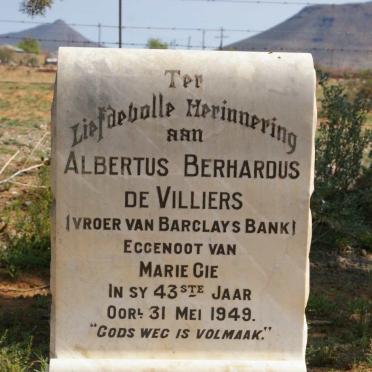 Ter
Liefdevolle Herinnering
aan
Albertus Berhardus
de Villiers
(vroer van Barclays Bank)
Eggenoot van
Marie Gie
In sy 43ste Jaar
Oorl. 31 Mei 1949.
"Gods weg is volmaak."